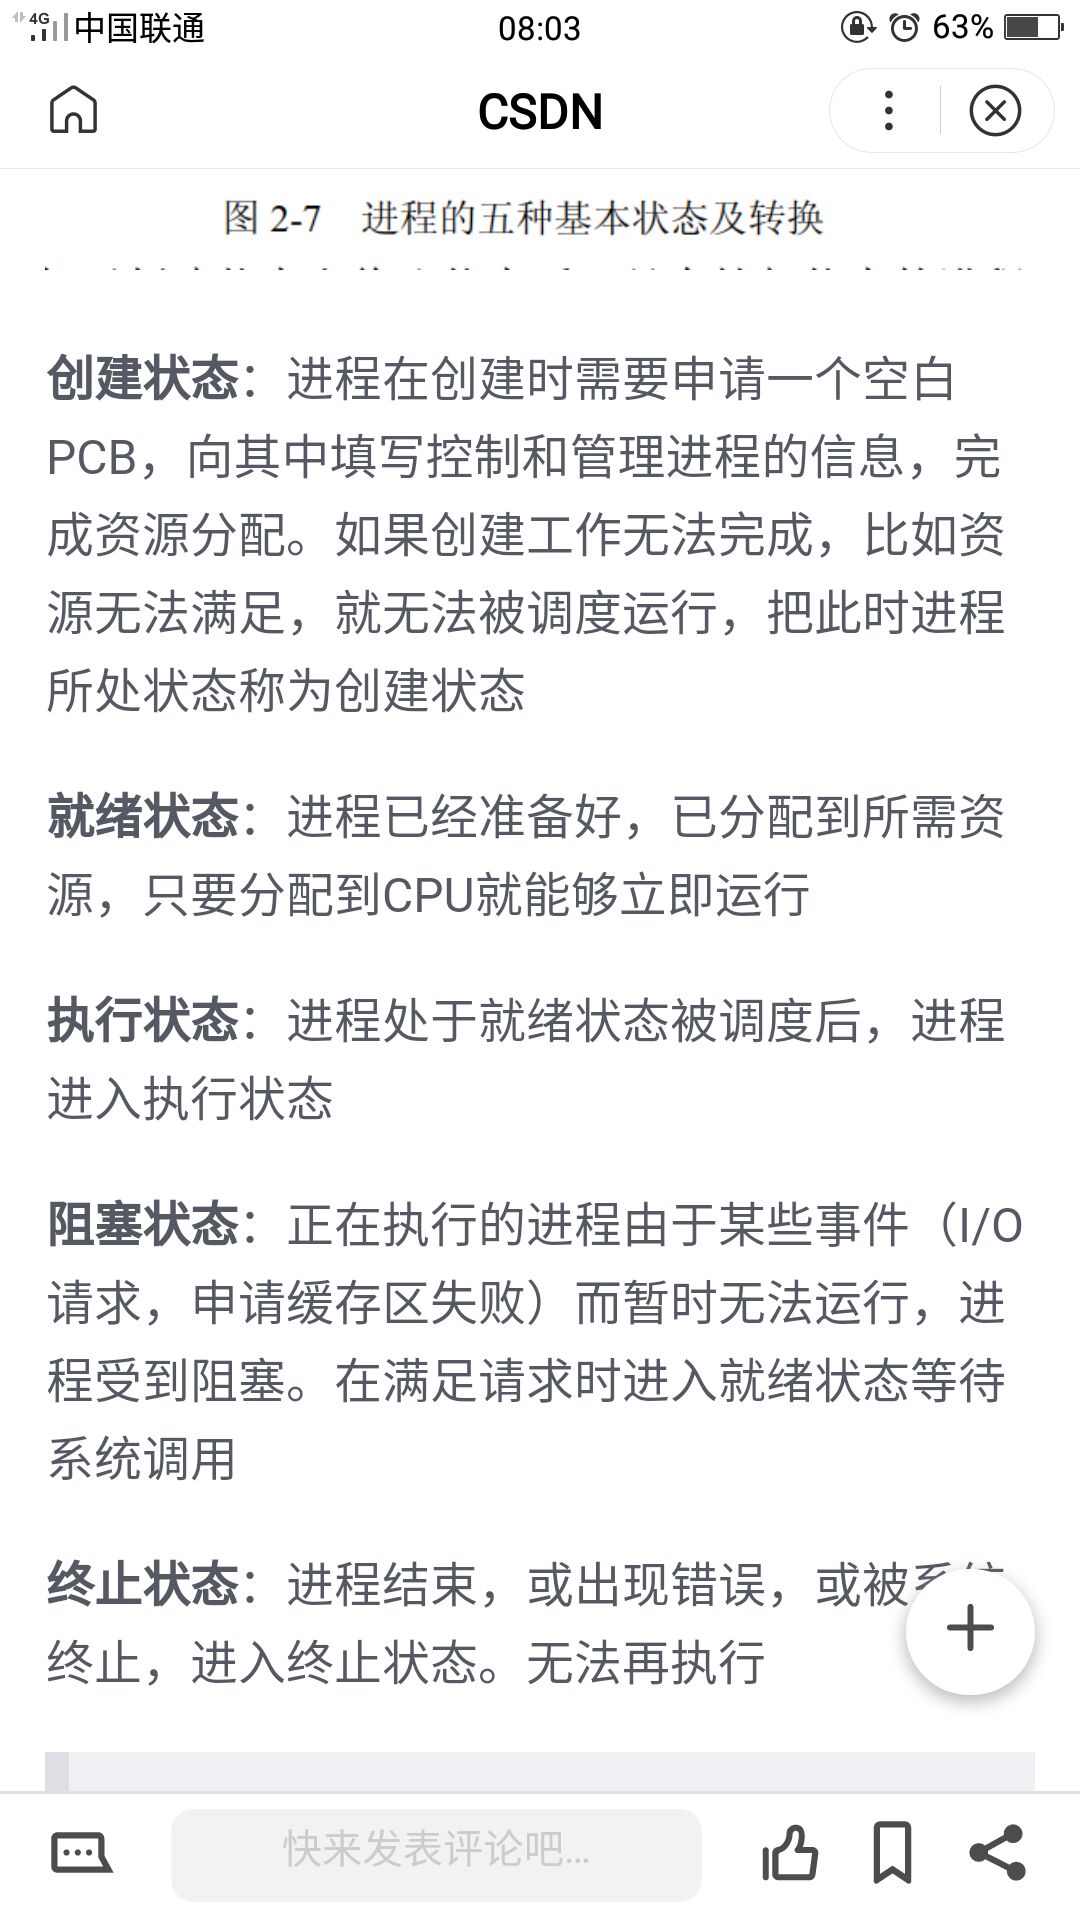 4G 中国联通 08:03 63%
CSDN
图 2-7 进程的五种基本状态及转换
创建状态：进程在创建时需要申请一个空白
PCB，向其中填写控制和管理进程的信息，完
成资源分配。如果创建工作无法完成，比如资
源无法满足，就无法被调度运行，把此时进程
所处状态称为创建状态
就绪状态：进程已经准备好，已分配到所需资
源，只要分配到CPU就能够立即运行
执行状态：进程处于就绪状态被调度后，进程
进入执行状态
阻塞状态：正在执行的进程由于某些事件（I/O
请求，申请缓存区失败）而暂时无法运行，进
程受到阻塞。在满足请求时进入就绪状态等待
系统调用
终止状态：进程结束，或出现错误，或被系统
终止，进入终止状态。无法再执行
快来发表评论吧...